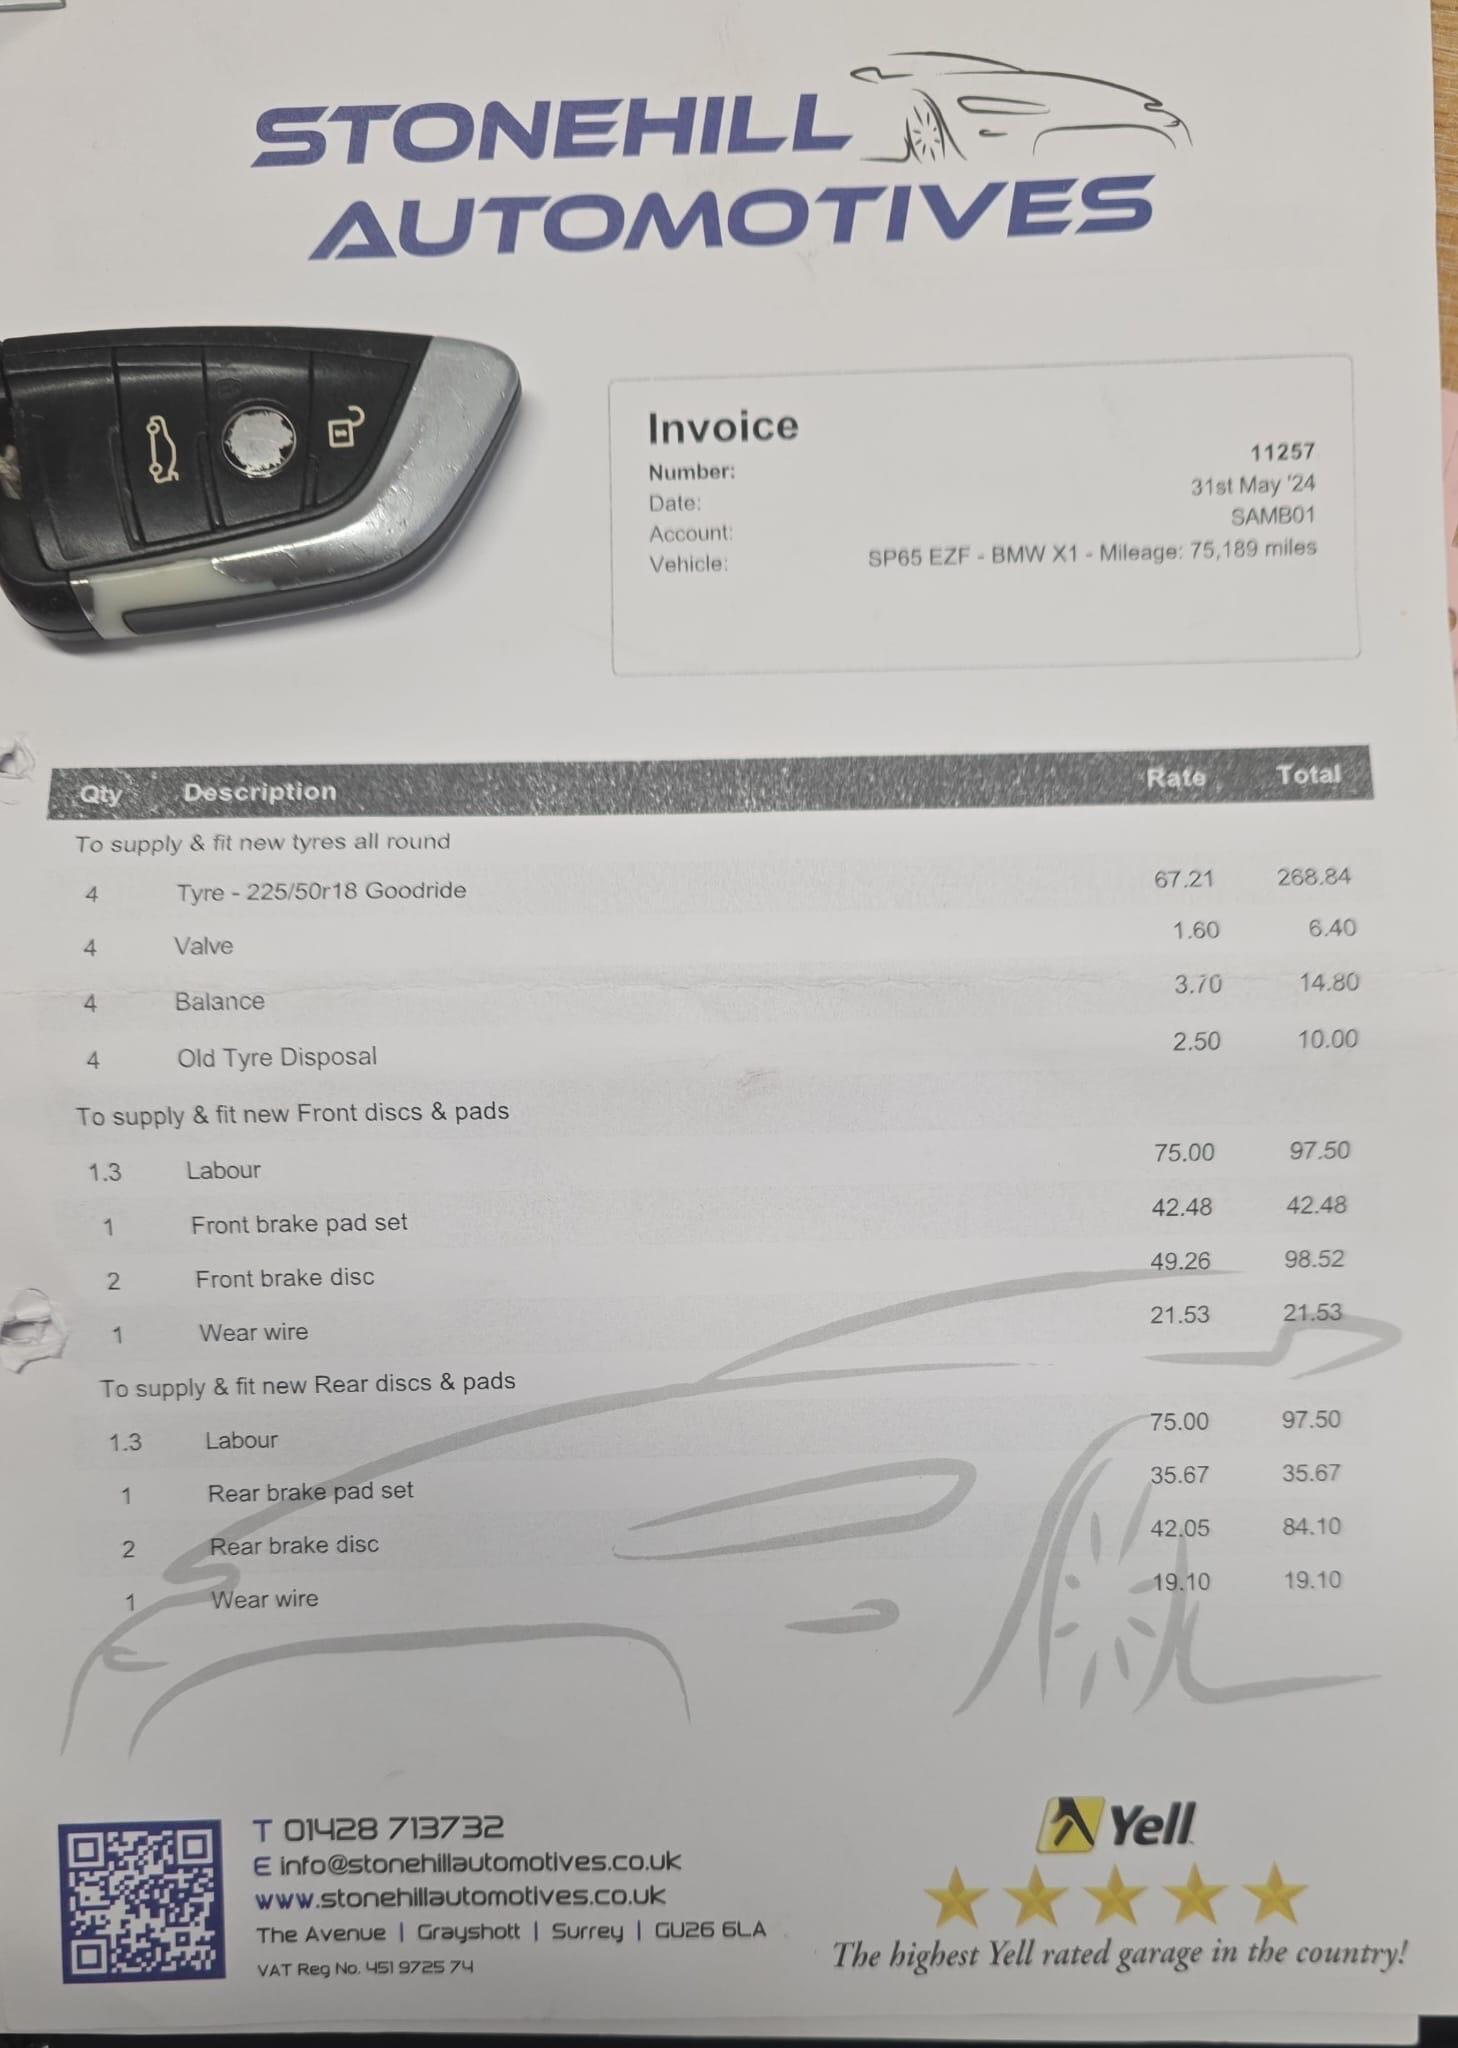 STONEHILL
AUTOMOTIVES
Invoice
Number: 11257
Date: 31st May '24
Account: SAMB01
Vehicle: SP65 EZF - BMW X1 - Mileage: 75,189 miles
Qty Description Rate Total
To supply & fit new tyres all round
4 Tyre - 225/50r18 Goodride 67.21 268.84
4 Valve 1.60 6.40
4 Balance 3.70 14.80
4 Old Tyre Disposal 2.50 10.00
To supply & fit new Front discs & pads
1.3 Labour 75.00 97.50
1 Front brake pad set 42.48 42.48
2 Front brake disc 49.26 98.52
1 Wear wire 21.53 21.53
To supply & fit new Rear discs & pads
1.3 Labour 75.00 97.50
1 Rear brake pad set 35.67 35.67
2 Rear brake disc 42.05 84.10
1 Wear wire 19.10 19.10
T 01428 713732
E info@stonehillautomotives.co.uk
www.stonehillautomotives.co.uk
The Avenue | Grayshott | Surrey | GU26 6LA
VAT Reg No. 451 9725 74
Yell
The highest Yell rated garage in the country!